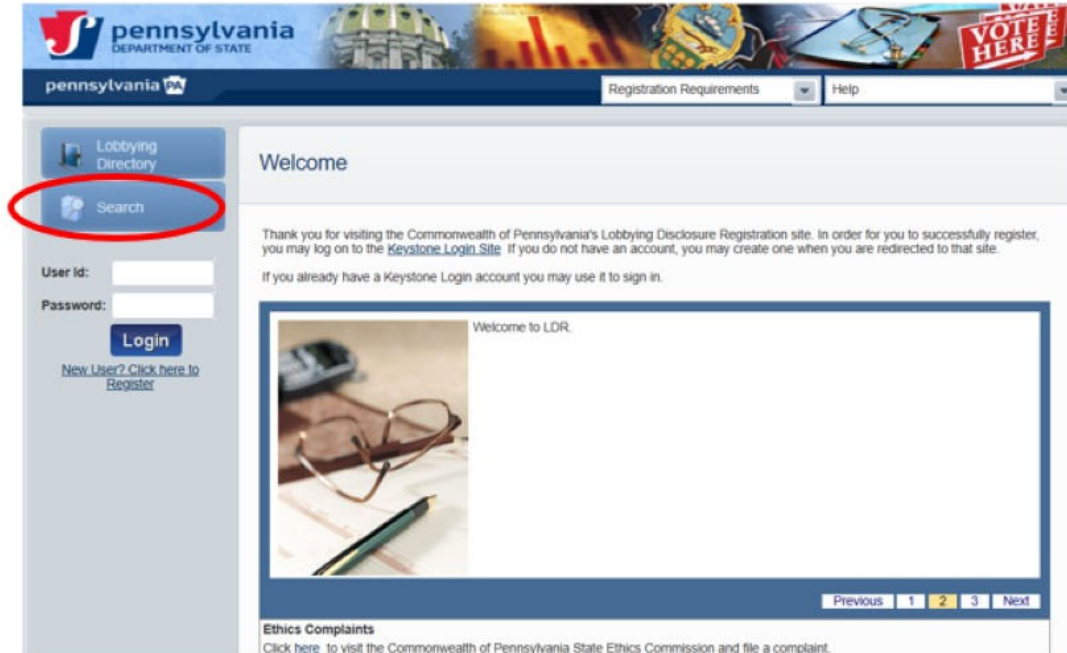 pennsylvania
DEPARTMENT OF STATE
VOTE
HERE
pennsylvania PA
Registration Requirements
Help
Lobbying
Directory
Search
Welcome
Thank you for visiting the Commonwealth of Pennsylvania's Lobbying Disclosure Registration site. In order for you to successfully register,
you may log on to the Keystone Login Site If you do not have an account, you may create one when you are redirected to that site.
If you already have a Keystone Login account you may use it to sign in.
User Id:
Password:
Login
New User? Click here to
Register
Welcome to LDR.
Previous 1 2 3 Next
Ethics Complaints
Click here to visit the Commonwealth of Pennsylvania State Ethics Commission and file a complaint.